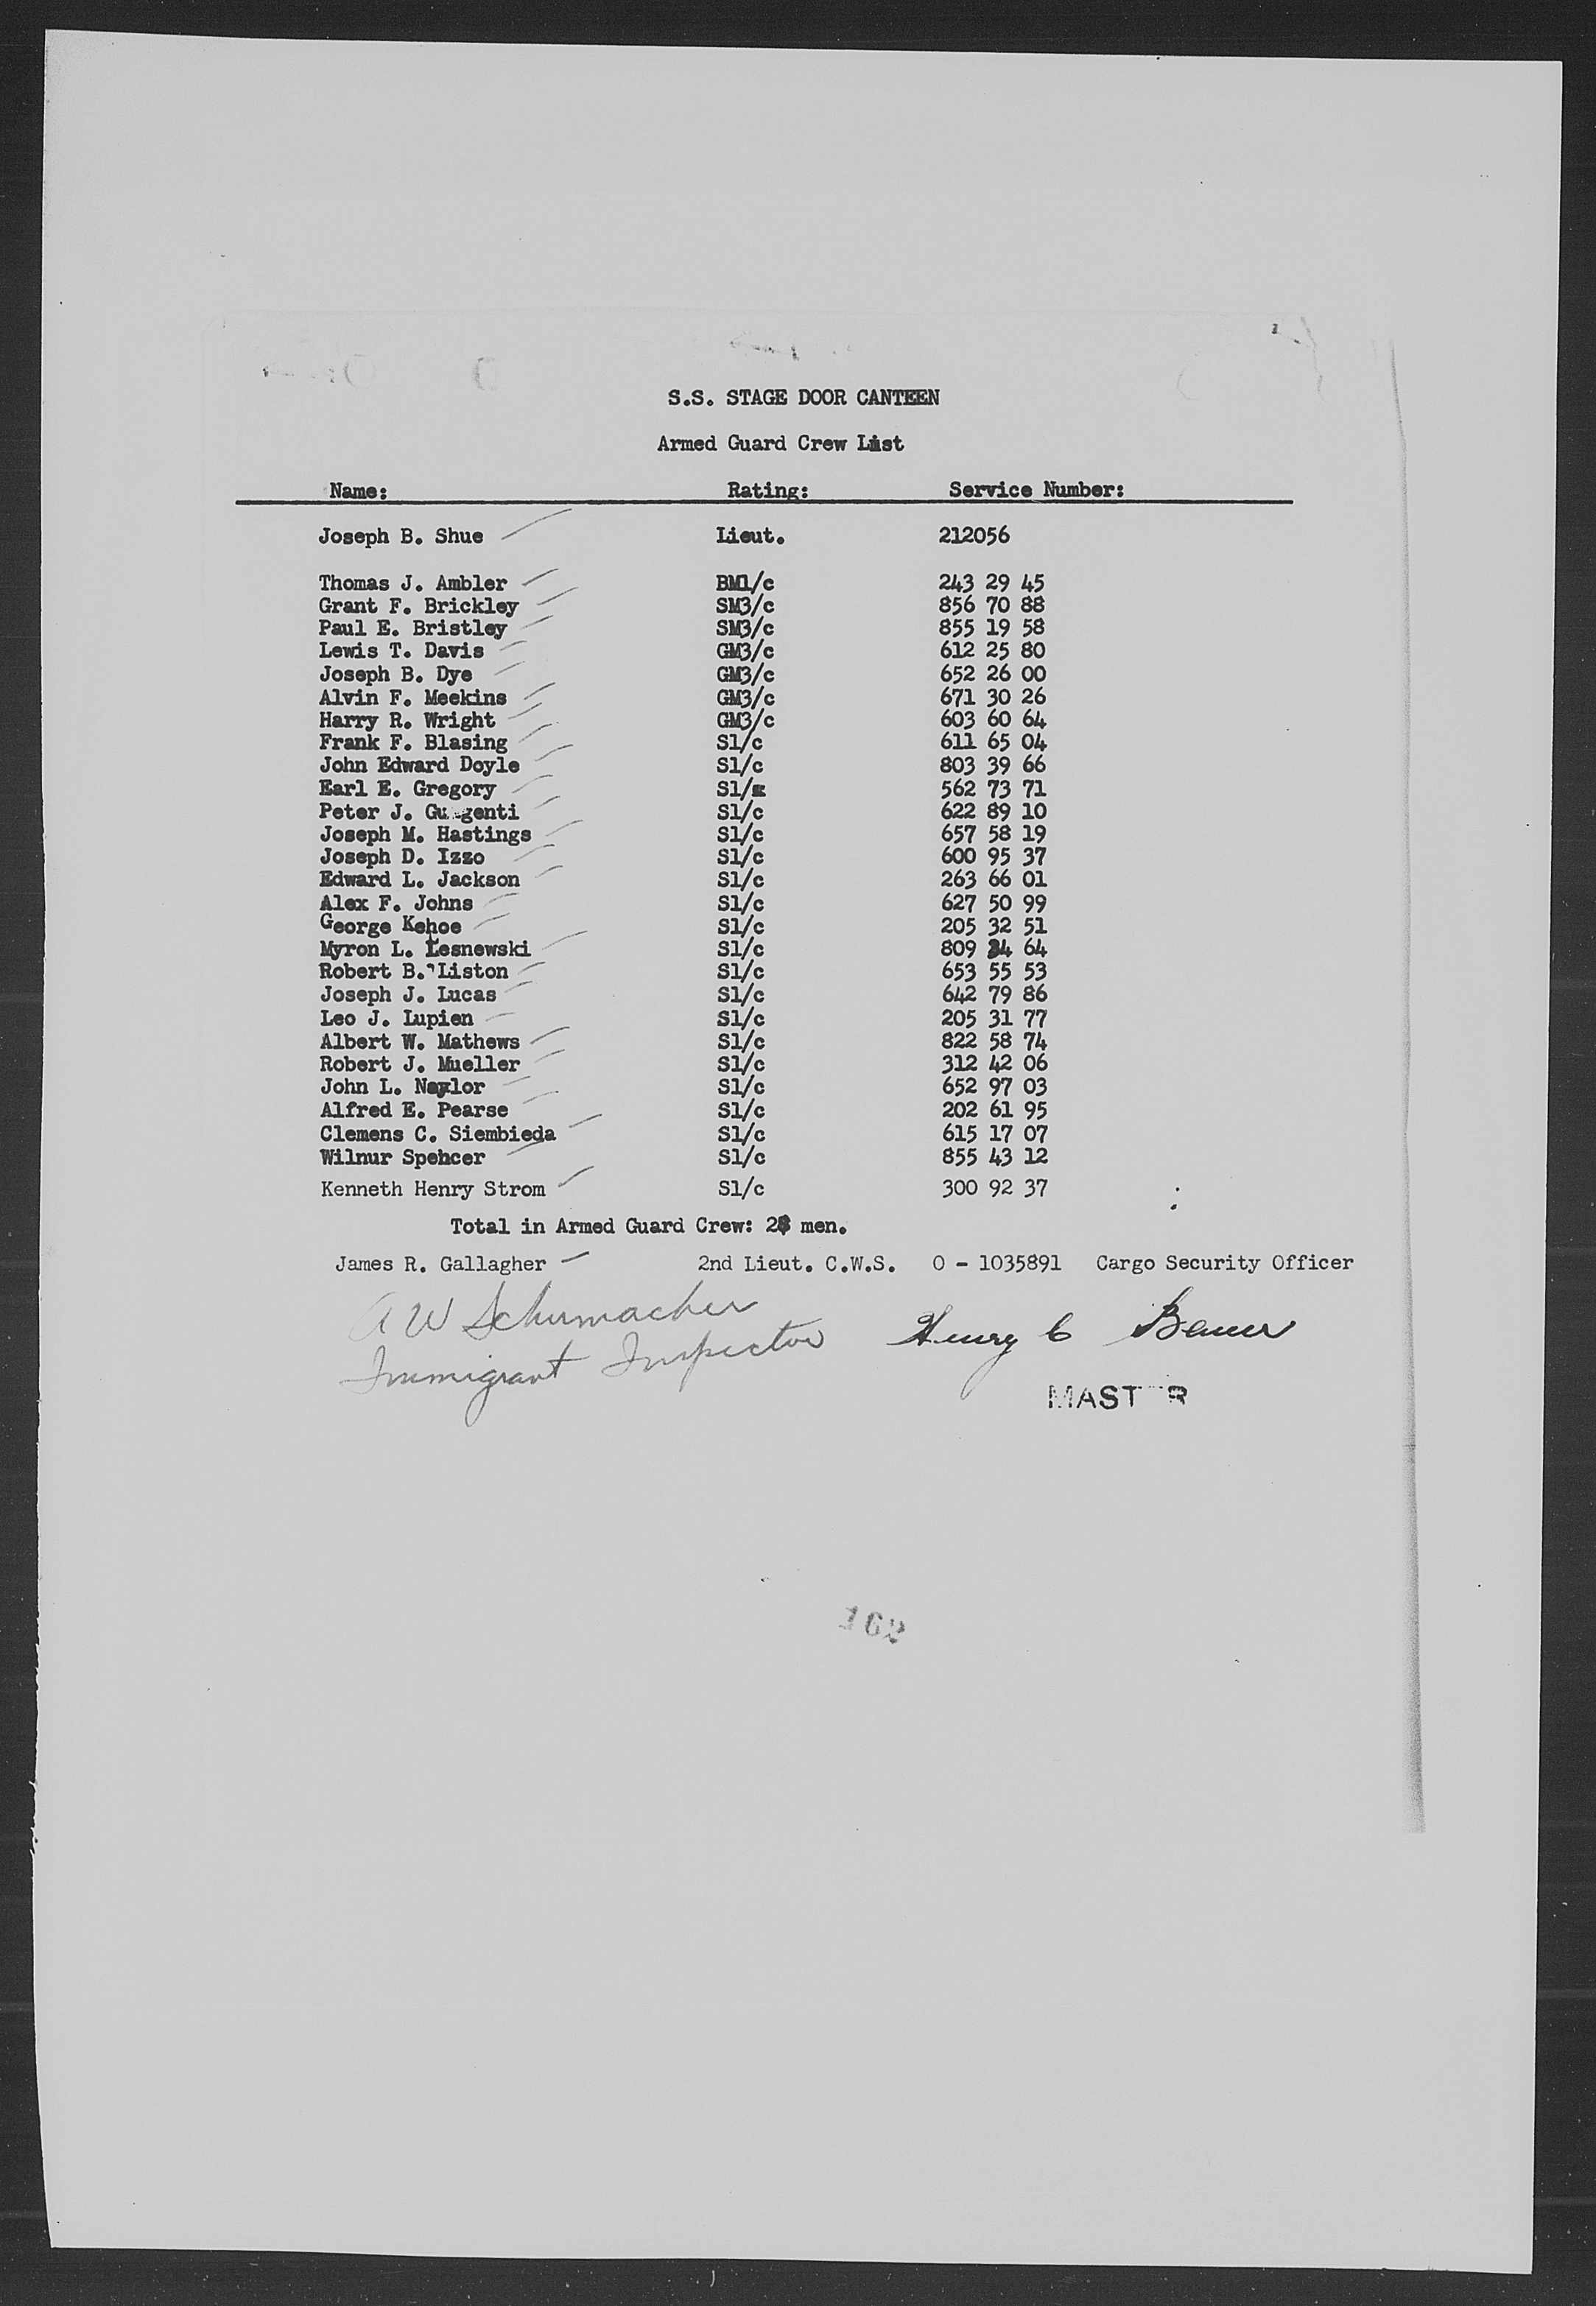 S.S. STAGE DOOR CANTEEN
Armed Guard Crew List
Name: Rating: Service Number:
Joseph B. Shue Lieut. 212056
Thomas J. Ambler BM1/c 243 29 45
Grant F. Brickley SM3/c 856 70 88
Paul E. Bristley SM3/c 855 19 58
Lewis T. Davis GM3/c 612 25 80
Joseph B. Dye GM3/c 652 26 00
Alvin F. Meekins GM3/c 671 30 26
Harry R. Wright GM3/c 603 60 64
Frank F. Blasing S1/c 611 65 04
John Edward Doyle S1/c 803 39 66
Earl E. Gregory S1/c 562 73 71
Peter J. S1/c 622 89 10
Joseph M. Hastings S1/c 657 58 19
Joseph D. Izzo S1/c 600 95 37
Edward L. Jackson S1/c 263 66 01
Alex F. Johns S1/c 627 50 99
George Kehoe S1/c 205 32 51
Myron L. Lesnewski S1/c 809 34 64
Robert B. Liston S1/c 653 55 53
Joseph J. Lucas S1/c 642 79 86
Leo J. Lupien S1/c 205 31 77
Albert W. Mathews S1/c 822 58 74
Robert J. Mueller S1/c 312 42 06
John L. Naylor S1/c 652 97 03
Alfred E. Pearse S1/c 202 61 95
Clemens C. Siembieda S1/c 615 17 07
Wilnur Spehcer S1/c 855 43 12
Kenneth Henry Strom S1/c 300 92 37
Total in Armed Guard Crew: 28 men.
James R. Gallagher 2nd Lieut. C.W.S. O - 1035891 Cargo Security Officer
A W Schumacher
Immigrant Inspector
Henry C
MASTER
162